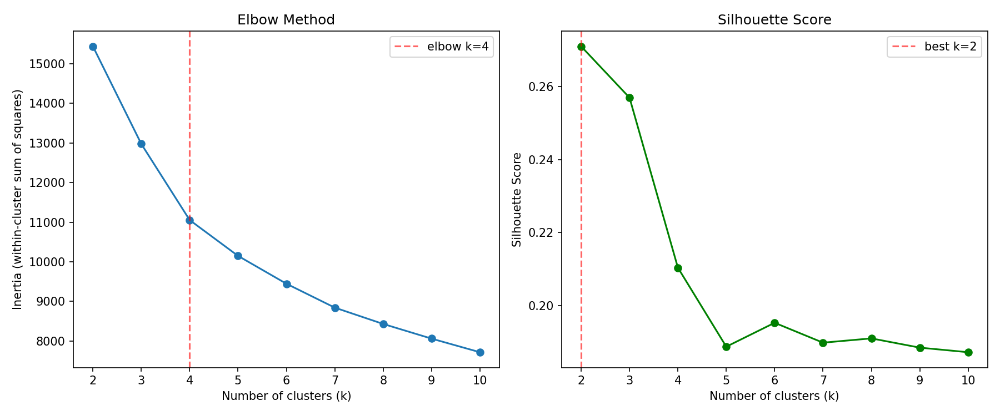 Elbow Method
elbow k=4
15000
14000
13000
12000
11000
10000
9000
8000
Inertia (within-cluster sum of squares)
2 3 4 5 6 7 8 9 10
Number of clusters (k)
Silhouette Score
best k=2
0.26
0.24
0.22
0.20
Silhouette Score
2 3 4 5 6 7 8 9 10
Number of clusters (k)